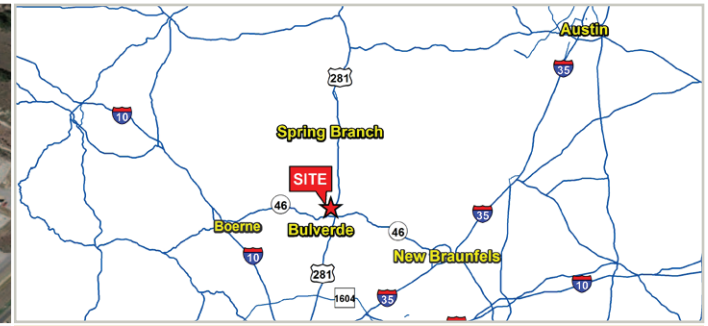 Austin
35
281
10
Spring Branch
SITE
46
35
Boerne
Bulverde
46
10
New Braunfels
281
10
1604
35